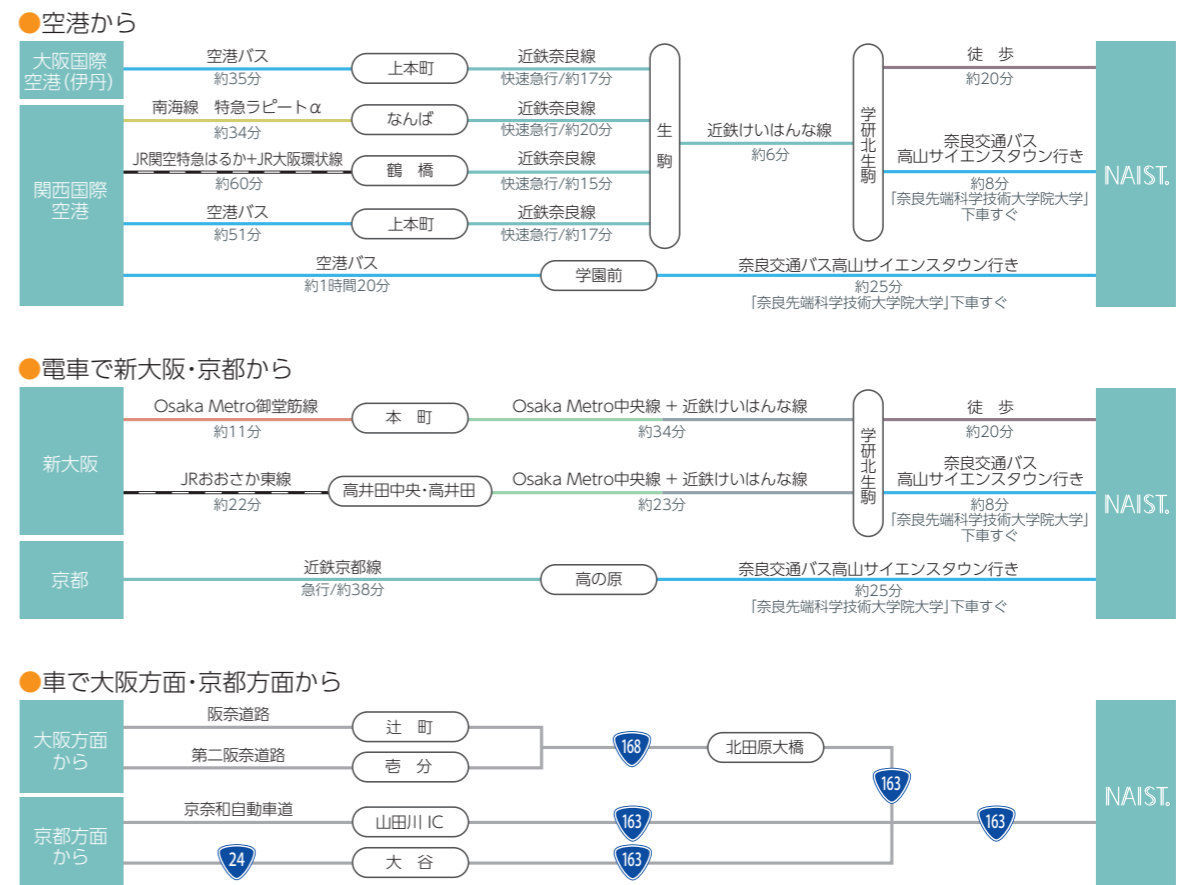 ●空港から
大阪国際
空港(伊丹)
空港バス
約35分
上本町
近鉄奈良線
快速急行/約17分
関西国際
空港
南海線　特急ラピートα
約34分
なんば
近鉄奈良線
快速急行/約20分
JR関空特急はるか+JR大阪環状線
約60分
鶴　橋
近鉄奈良線
快速急行/約15分
空港バス
約51分
上本町
近鉄奈良線
快速急行/約17分
生駒
近鉄けいはんな線
約6分
学研北生駒
徒　歩
約20分
奈良交通バス
高山サイエンスタウン行き
約8分
「奈良先端科学技術大学院大学」
下車すぐ
空港バス
約1時間20分
学園前
奈良交通バス高山サイエンスタウン行き
約25分
「奈良先端科学技術大学院大学」下車すぐ
NAIST®
●電車で新大阪・京都から
新大阪
Osaka Metro御堂筋線
約11分
本　町
Osaka Metro中央線 + 近鉄けいはんな線
約34分
JRおおさか東線
約22分
高井田中央・高井田
Osaka Metro中央線 + 近鉄けいはんな線
約23分
学研北生駒
徒　歩
約20分
奈良交通バス
高山サイエンスタウン行き
約8分
「奈良先端科学技術大学院大学」
下車すぐ
京都
近鉄京都線
急行/約38分
高の原
奈良交通バス高山サイエンスタウン行き
約25分
「奈良先端科学技術大学院大学」下車すぐ
NAIST®
●車で大阪方面・京都方面から
大阪方面
から
阪奈道路
辻　町
第二阪奈道路
壱　分
168
北田原大橋
163
京都方面
から
京奈和自動車道
山田川 IC
163
163
24
大　谷
163
NAIST®